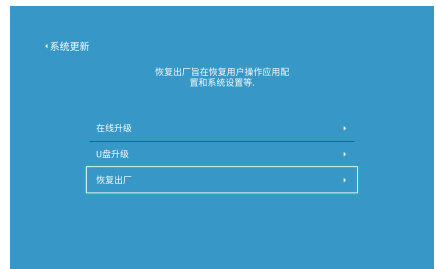 系统更新
恢复出厂旨在恢复用户操作应用配
置和系统设置等.
在线升级
U盘升级
恢复出厂